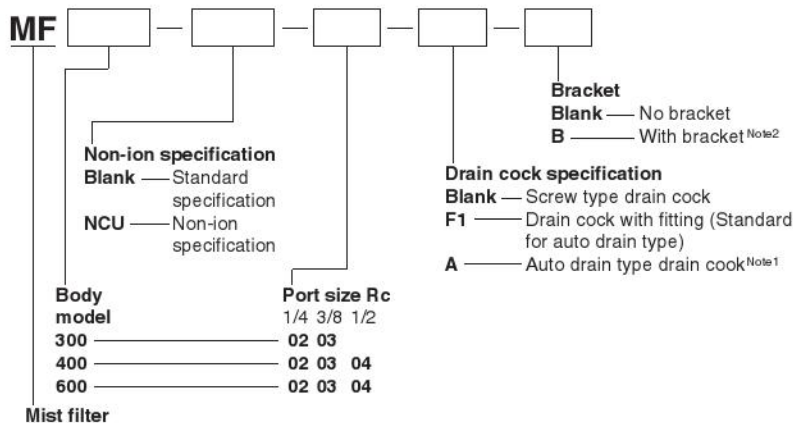 MF — — — —
Bracket
Blank — No bracket
B — With bracket Note2
Non-ion specification
Blank — Standard
specification
NCU — Non-ion
specification
Drain cock specification
Blank — Screw type drain cock
F1 — Drain cock with fitting (Standard
for auto drain type)
A — Auto drain type drain cook Note1
Body
model
Port size Rc
1/4 3/8 1/2
300 — 02 03
400 — 02 03 04
600 — 02 03 04
Mist filter